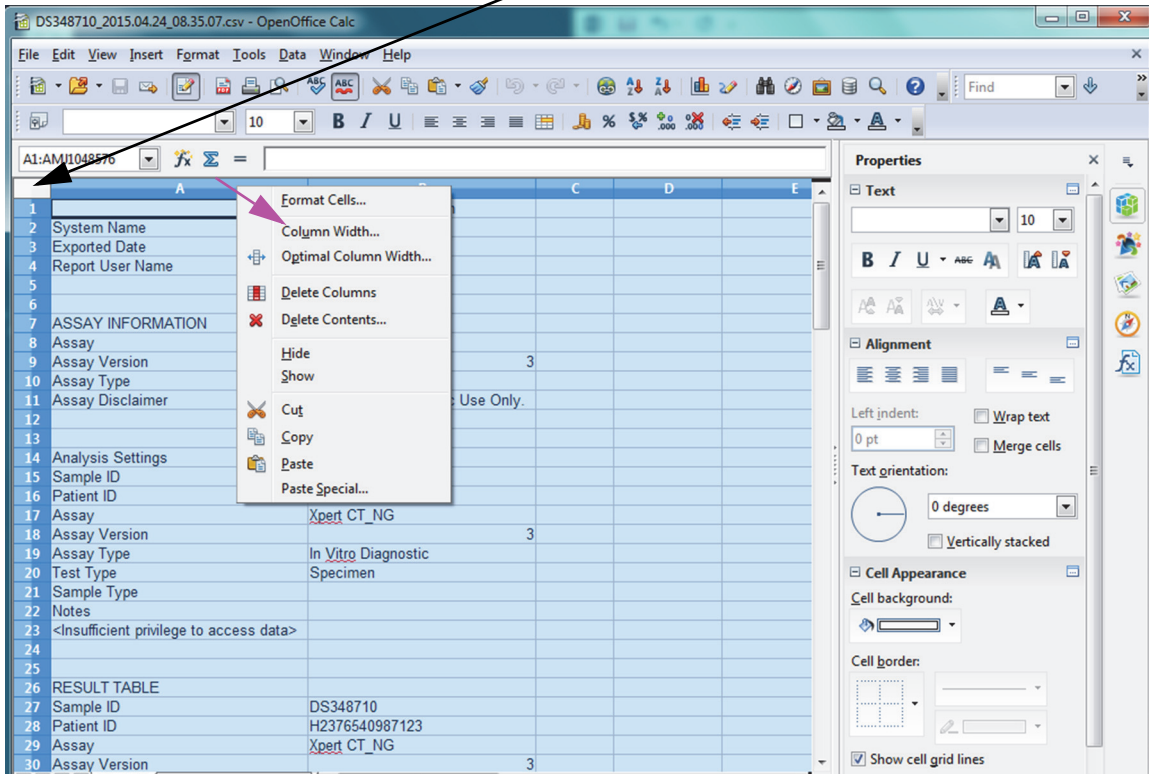 DS348710_2015.04.24_08.35.07.csv - OpenOffice Calc
File Edit View Insert Format Tools Data Window Help
ABC ABC Find
10 B I U
A1:AMJ1048576 fx Σ =
Properties
A C D E
Text
10
B I U ABC
Format Cells...
Column Width...
Optimal Column Width...
Delete Columns
Delete Contents...
Hide
Show
Cut
Copy
Paste
Paste Special...
1
2 System Name
3 Exported Date
4 Report User Name
5
6
7 ASSAY INFORMATION
8 Assay
9 Assay Version 3
10 Assay Type
11 Assay Disclaimer Use Only.
12
13
14 Analysis Settings
15 Sample ID
16 Patient ID
17 Assay Xpert CT_NG
18 Assay Version 3
19 Assay Type In Vitro Diagnostic
20 Test Type Specimen
21 Sample Type
22 Notes
23 <Insufficient privilege to access data>
24
25
26 RESULT TABLE
27 Sample ID DS348710
28 Patient ID H2376540987123
29 Assay Xpert CT_NG
30 Assay Version 3
Alignment
Left indent: Wrap text
0 pt Merge cells
Text orientation:
0 degrees
Vertically stacked
Cell Appearance
Cell background:
Cell border:
Show cell grid lines